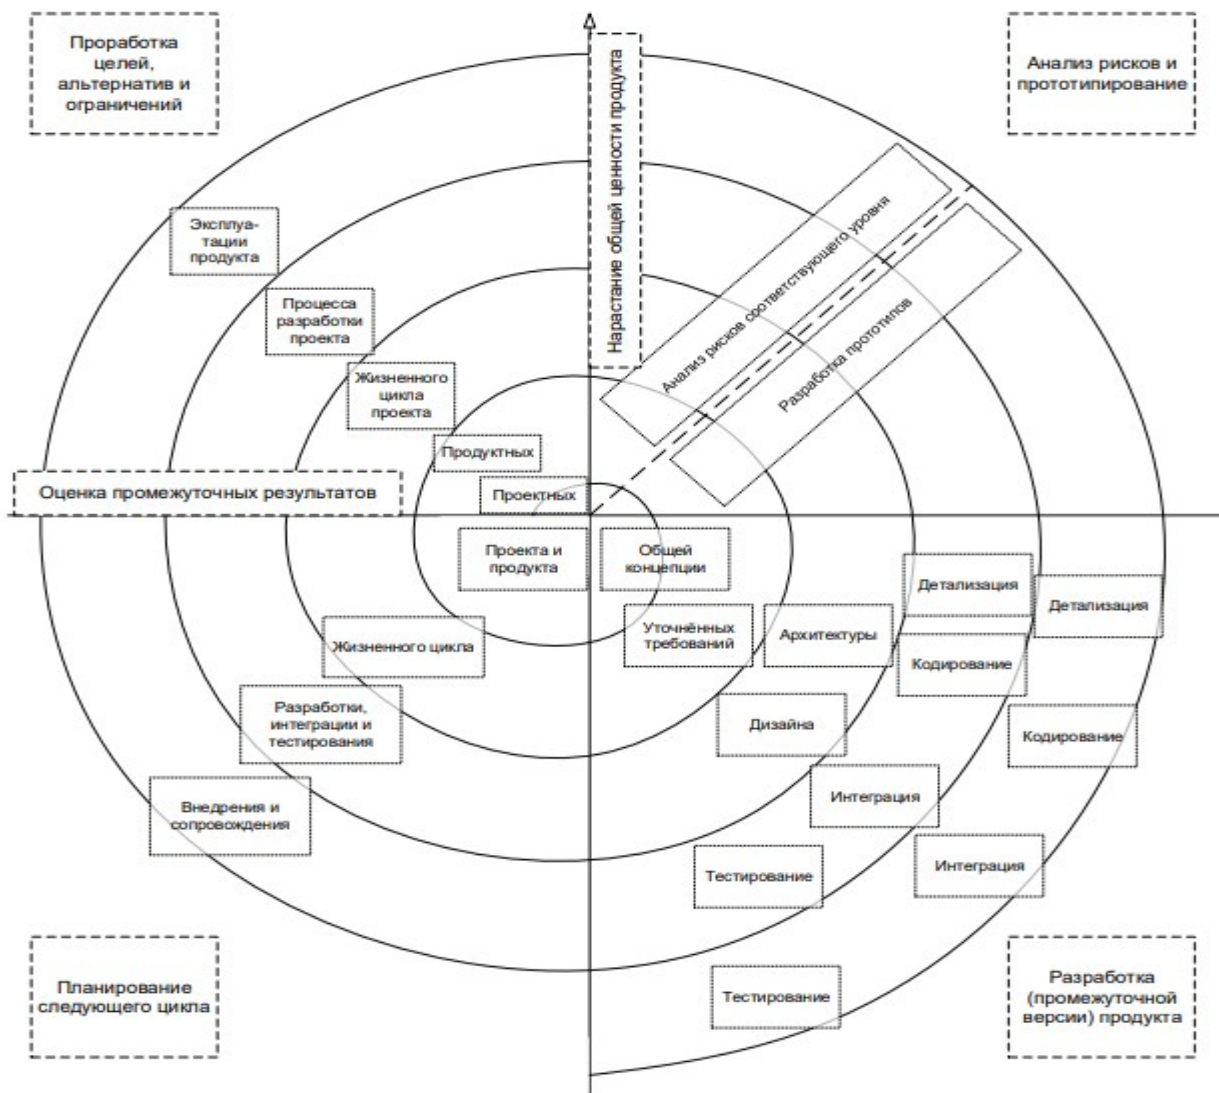 Проработка
целей,
альтернатив и
ограничений
Нарастание общей ценности продукта
Анализ рисков и
прототипирование
Эксплуа-
тации
продукта
Процесса
разработки
проекта
Жизненного
цикла
проекта
Продуктных
Проектных
Анализ рисков соответствующего уровня
Разработка прототипов
Оценка промежуточных результатов
Проекта и
продукта
Общей
концепции
Жизненного цикла
Уточнённых
требований
Архитектуры
Детализация
Детализация
Кодирование
Разработки,
интеграции и
тестирования
Дизайна
Кодирование
Внедрения и
сопровождения
Интеграция
Тестирование
Интеграция
Планирование
следующего цикла
Тестирование
Разработка
(промежуточной
версии) продукта